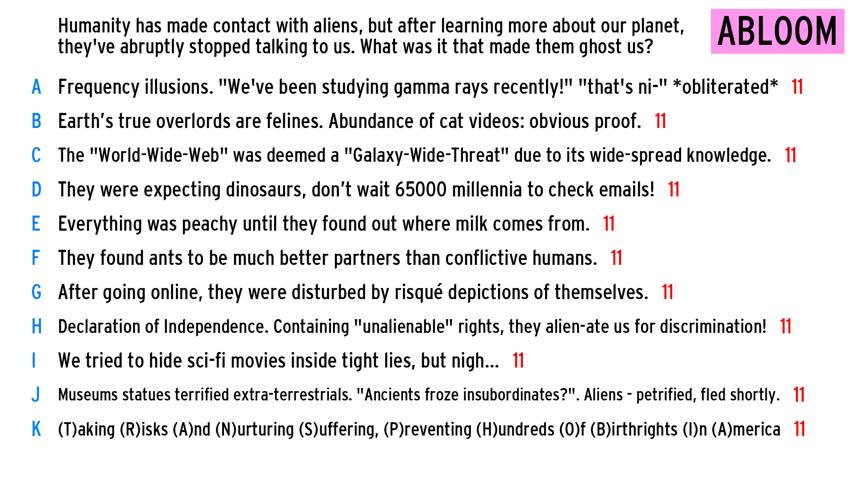 Humanity has made contact with aliens, but after learning more about our planet,
they've abruptly stopped talking to us. What was it that made them ghost us?
ABLOOM
A Frequency illusions. "We've been studying gamma rays recently!" "that's ni-" *obliterated* 11
B Earth's true overlords are felines. Abundance of cat videos: obvious proof. 11
C The "World-Wide-Web" was deemed a "Galaxy-Wide-Threat" due to its wide-spread knowledge. 11
D They were expecting dinosaurs, don't wait 65000 millennia to check emails! 11
E Everything was peachy until they found out where milk comes from. 11
F They found ants to be much better partners than conflictive humans. 11
G After going online, they were disturbed by risqué depictions of themselves. 11
H Declaration of Independence. Containing "unalienable" rights, they alien-ate us for discrimination! 11
I We tried to hide sci-fi movies inside tight lies, but nigh... 11
J Museums statues terrified extra-terrestrials. "Ancients froze insubordinates?". Aliens - petrified, fled shortly. 11
K (T)aking (R)isks (A)nd (N)urturing (S)uffering, (P)reventing (H)undreds (O)f (B)irthrights (I)n (A)merica 11